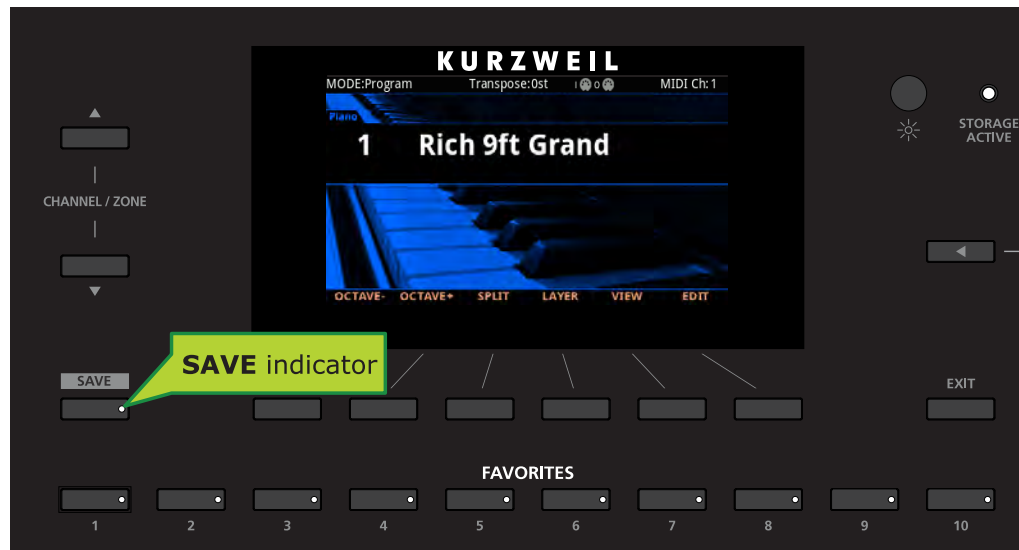 KURZWEIL
MODE:Program Transpose:0st I O MIDI Ch:1
Piano
1 Rich 9ft Grand
OCTAVE- OCTAVE+ SPLIT LAYER VIEW EDIT
CHANNEL / ZONE
STORAGE
ACTIVE
SAVE indicator
SAVE
EXIT
FAVORITES
1 2 3 4 5 6 7 8 9 10